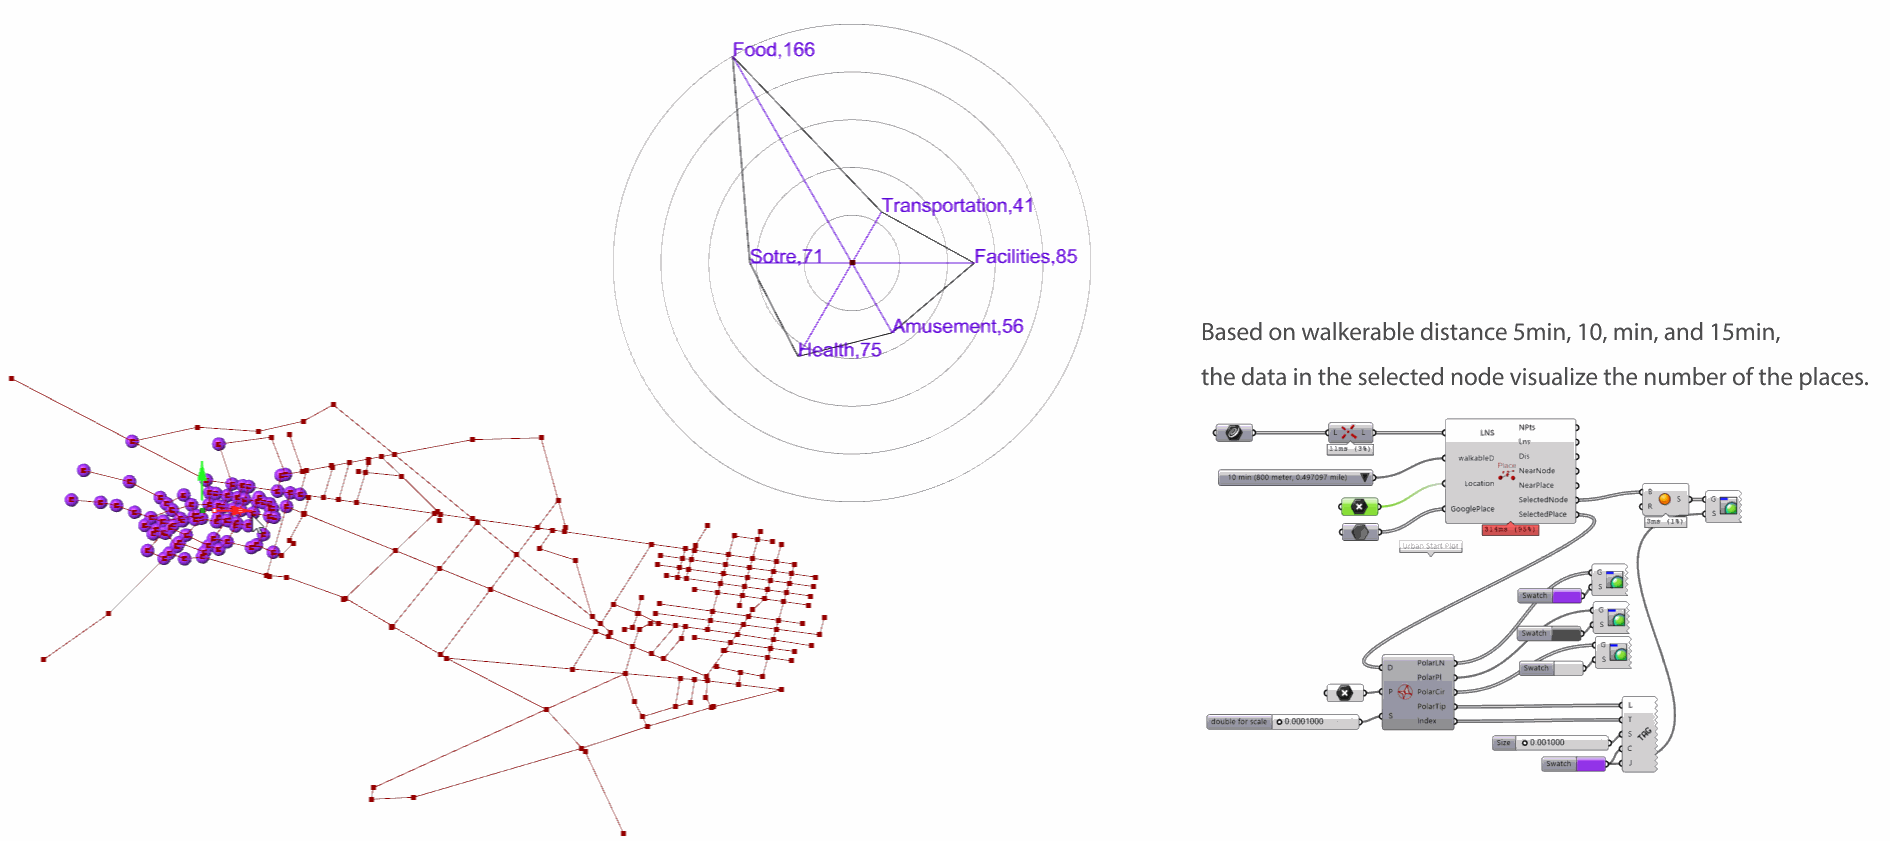 Food,166
Transportation,41
Sotre,71
Facilities,85
Amusement,56
Health,75
Based on walkerable distance 5min, 10, min, and 15min,
the data in the selected node visualize the number of the places.
L
L
11ms (3%)
LNS
walkableD
Location
GooglePlace
Place
NPts
Lns
Dis
NearNode
NearPlace
SelectedNode
SelectedPlace
314ms (95%)
10 min (800 meter, 0.497097 mile)
Urban Start Plot
B
R
S
3ms (1%)
G
S
G
S
Swatch
G
S
Swatch
G
S
Swatch
D
P
S
PolarLN
PolarPl
PolarCir
PolarTip
Index
double for scale
0.0001000
L
T
S
C
J
TAG
Size
0.001000
Swatch